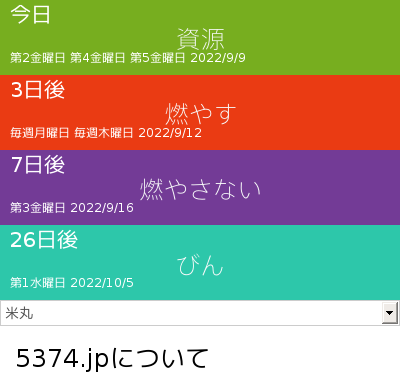 今日
資源
第2金曜日 第4金曜日 第5金曜日 2022/9/9
3日後
燃やす
毎週月曜日 毎週木曜日 2022/9/12
7日後
燃やさない
第3金曜日 2022/9/16
26日後
びん
第1水曜日 2022/10/5
米丸
5374.jpについて